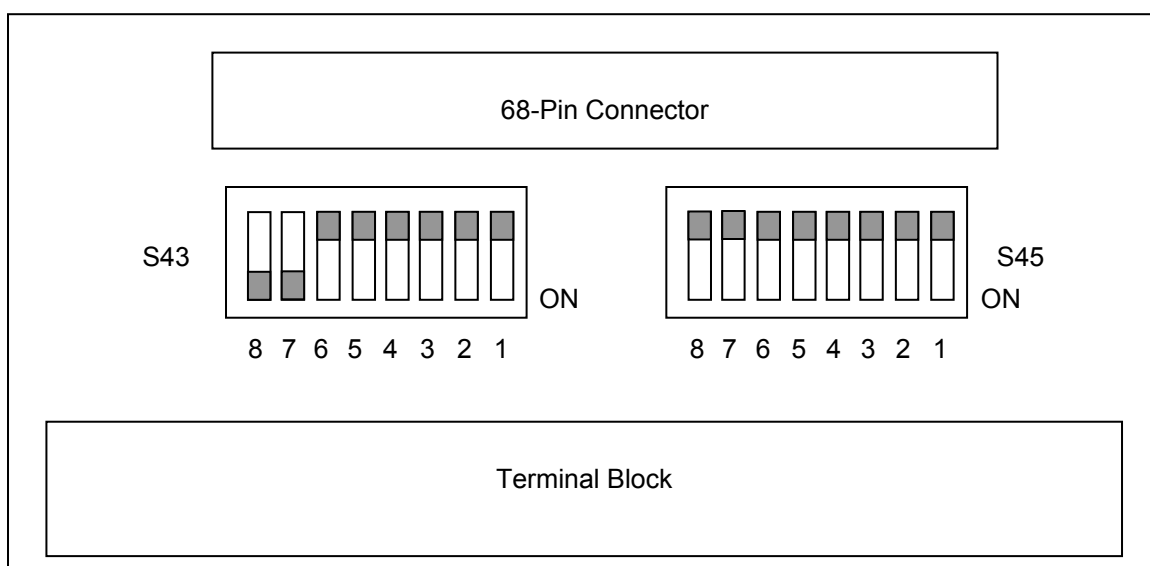 68-Pin Connector
S43
S45
ON
ON
8 7 6 5 4 3 2 1
8 7 6 5 4 3 2 1
Terminal Block